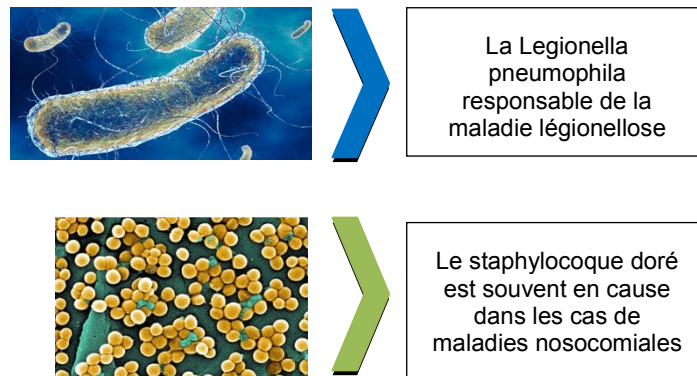 La Legionella
pneumophila
responsable de la
maladie légionellose
Le staphylocoque doré
est souvent en cause
dans les cas de
maladies nosocomiales